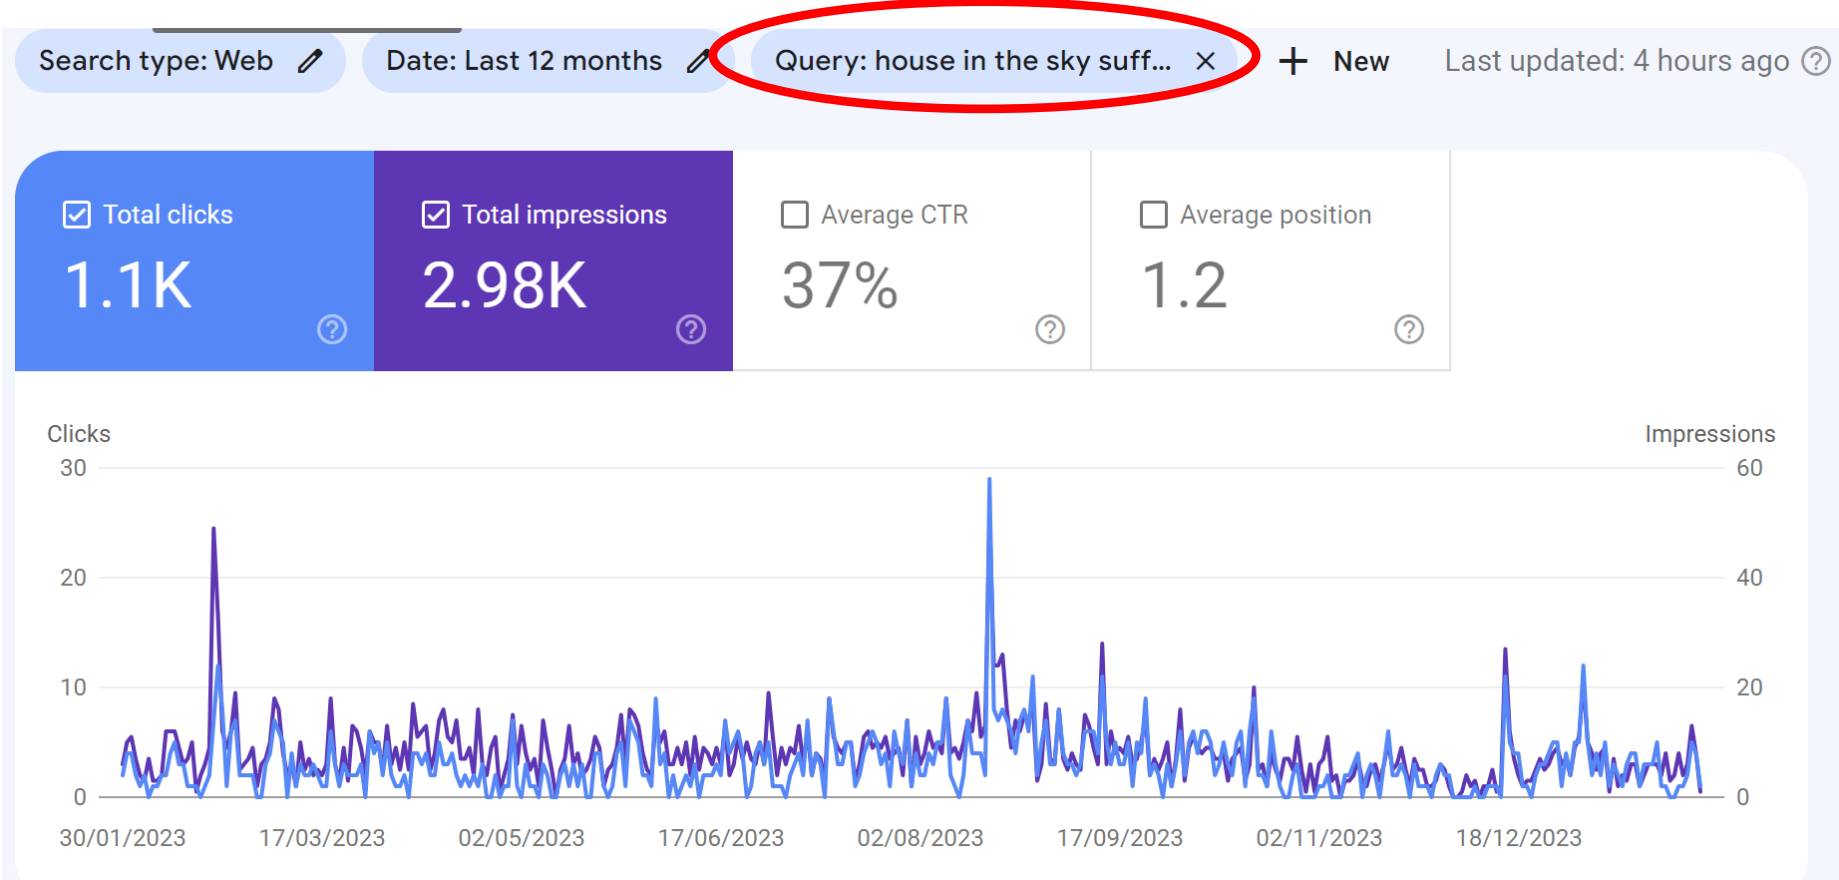 Search type: Web
Date: Last 12 months
Query: house in the sky suff...
New
Last updated: 4 hours ago
Total clicks
1.1K
Total impressions
2.98K
Average CTR
37%
Average position
1.2
Clicks
Impressions
30
60
20
40
10
20
0
0
30/01/2023
17/03/2023
02/05/2023
17/06/2023
02/08/2023
17/09/2023
02/11/2023
18/12/2023